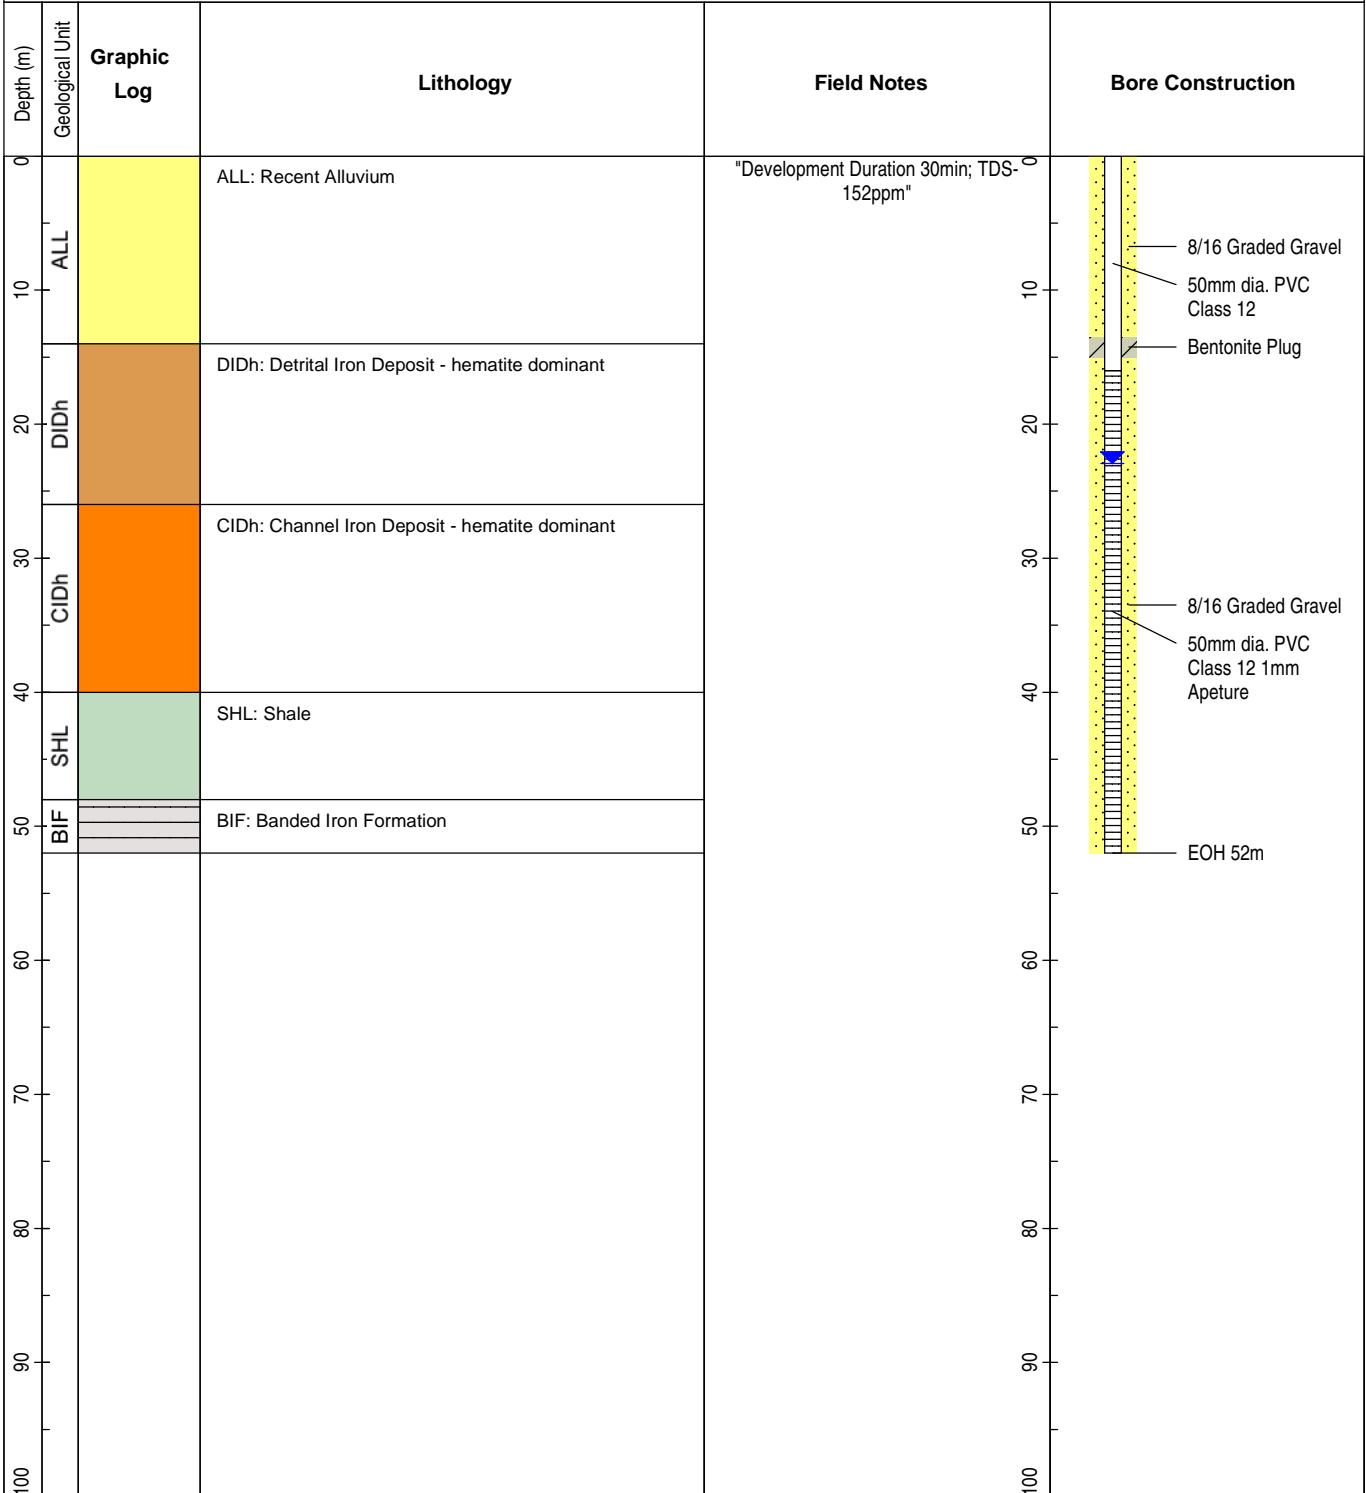 Depth (m)
Geological Unit
Graphic
Log
Lithology
Field Notes
Bore Construction
0
10
20
30
40
50
60
70
80
90
100
ALL
DIDh
CIDh
SHL
BIF
ALL: Recent Alluvium
DIDh: Detrital Iron Deposit - hematite dominant
CIDh: Channel Iron Deposit - hematite dominant
SHL: Shale
BIF: Banded Iron Formation
"Development Duration 30min; TDS-
152ppm"
0
10
20
30
40
50
60
70
80
90
100
8/16 Graded Gravel
50mm dia. PVC
Class 12
Bentonite Plug
8/16 Graded Gravel
50mm dia. PVC
Class 12 1mm
Apeture
EOH 52m